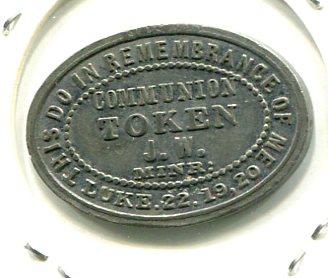 THIS DO IN REMEMBRANCE OF ME
COMMUNION
TOKEN
J. W.
MINR:
LUKE. 22. 19, 20